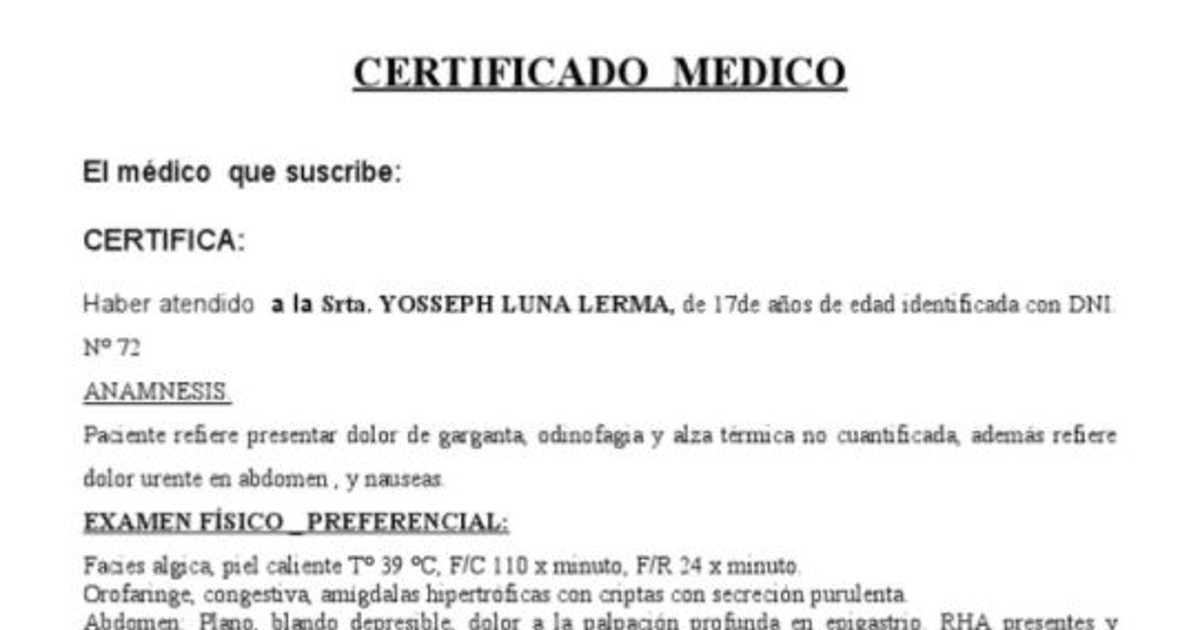 CERTIFICADO MEDICO
El médico que suscribe:
CERTIFICA:
Haber atendido a la Srta. YOSSEPH LUNA LERMA, de 17de años de edad identificada con DNI.
Nº 72
ANAMNESIS.
Paciente refiere presentar dolor de garganta, odinofagia y alza térmica no cuantificada, además refiere
dolor urente en abdomen , y nauseas.
EXAMEN FÍSICO _PREFERENCIAL:
Facies algica, piel caliente Tº 39 ºC, F/C 110 x minuto, F/R 24 x minuto.
Orofaringe, congestiva, amígdalas hipertróficas con criptas con secreción purulenta.
Abdomen: Plano, blando depresible, dolor a la palpación profunda en epigastrio. RHA presentes y